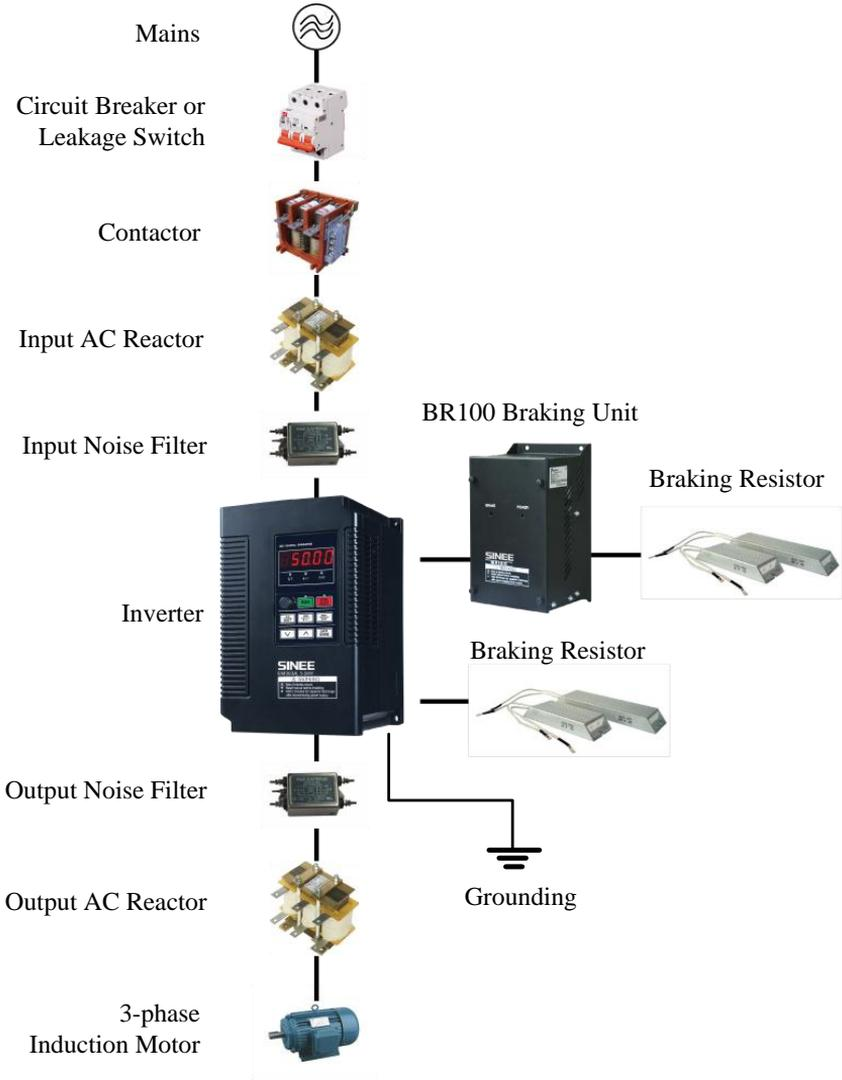 Mains
Circuit Breaker or
Leakage Switch
Contactor
Input AC Reactor
Input Noise Filter
BR100 Braking Unit
Braking Resistor
SINEE
50.00
Inverter
SINEE
Braking Resistor
Output Noise Filter
Output AC Reactor
Grounding
3-phase
Induction Motor